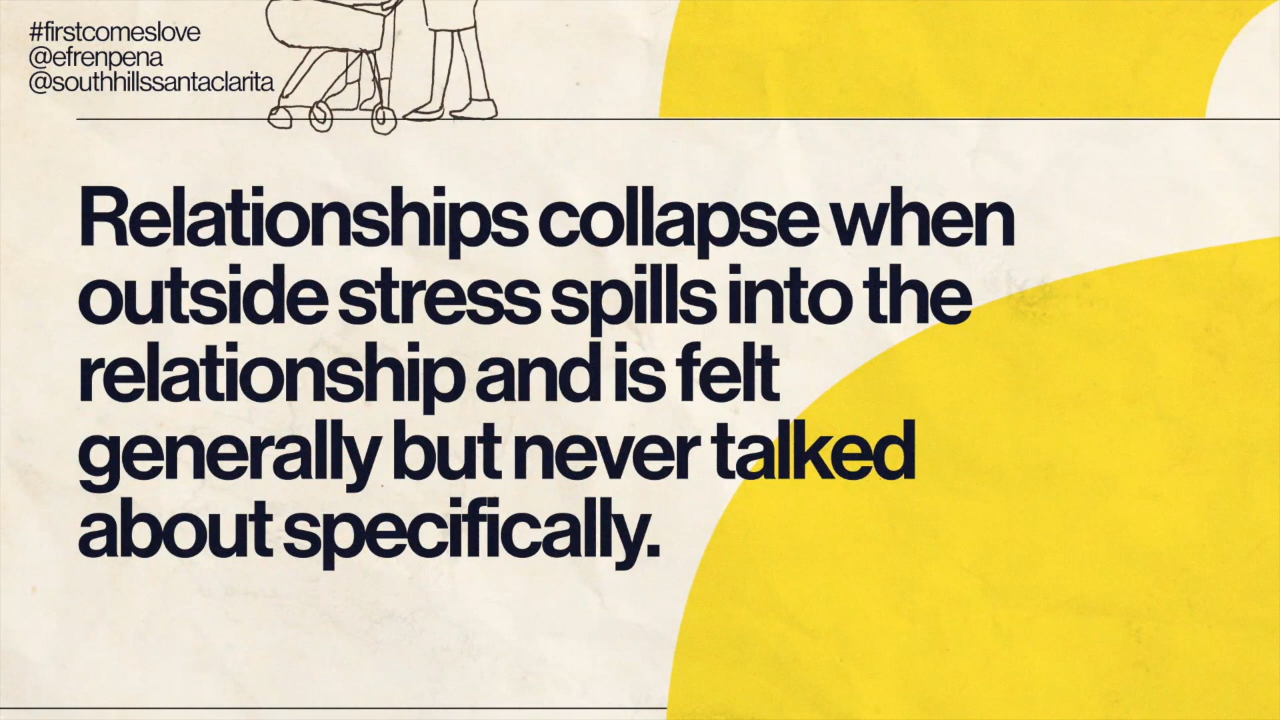 #firstcomeslove
@efrenpena
@southhillssantaclarita
Relationships collapse when
outside stress spills into the
relationship and is felt
generally but never talked
about specifically.